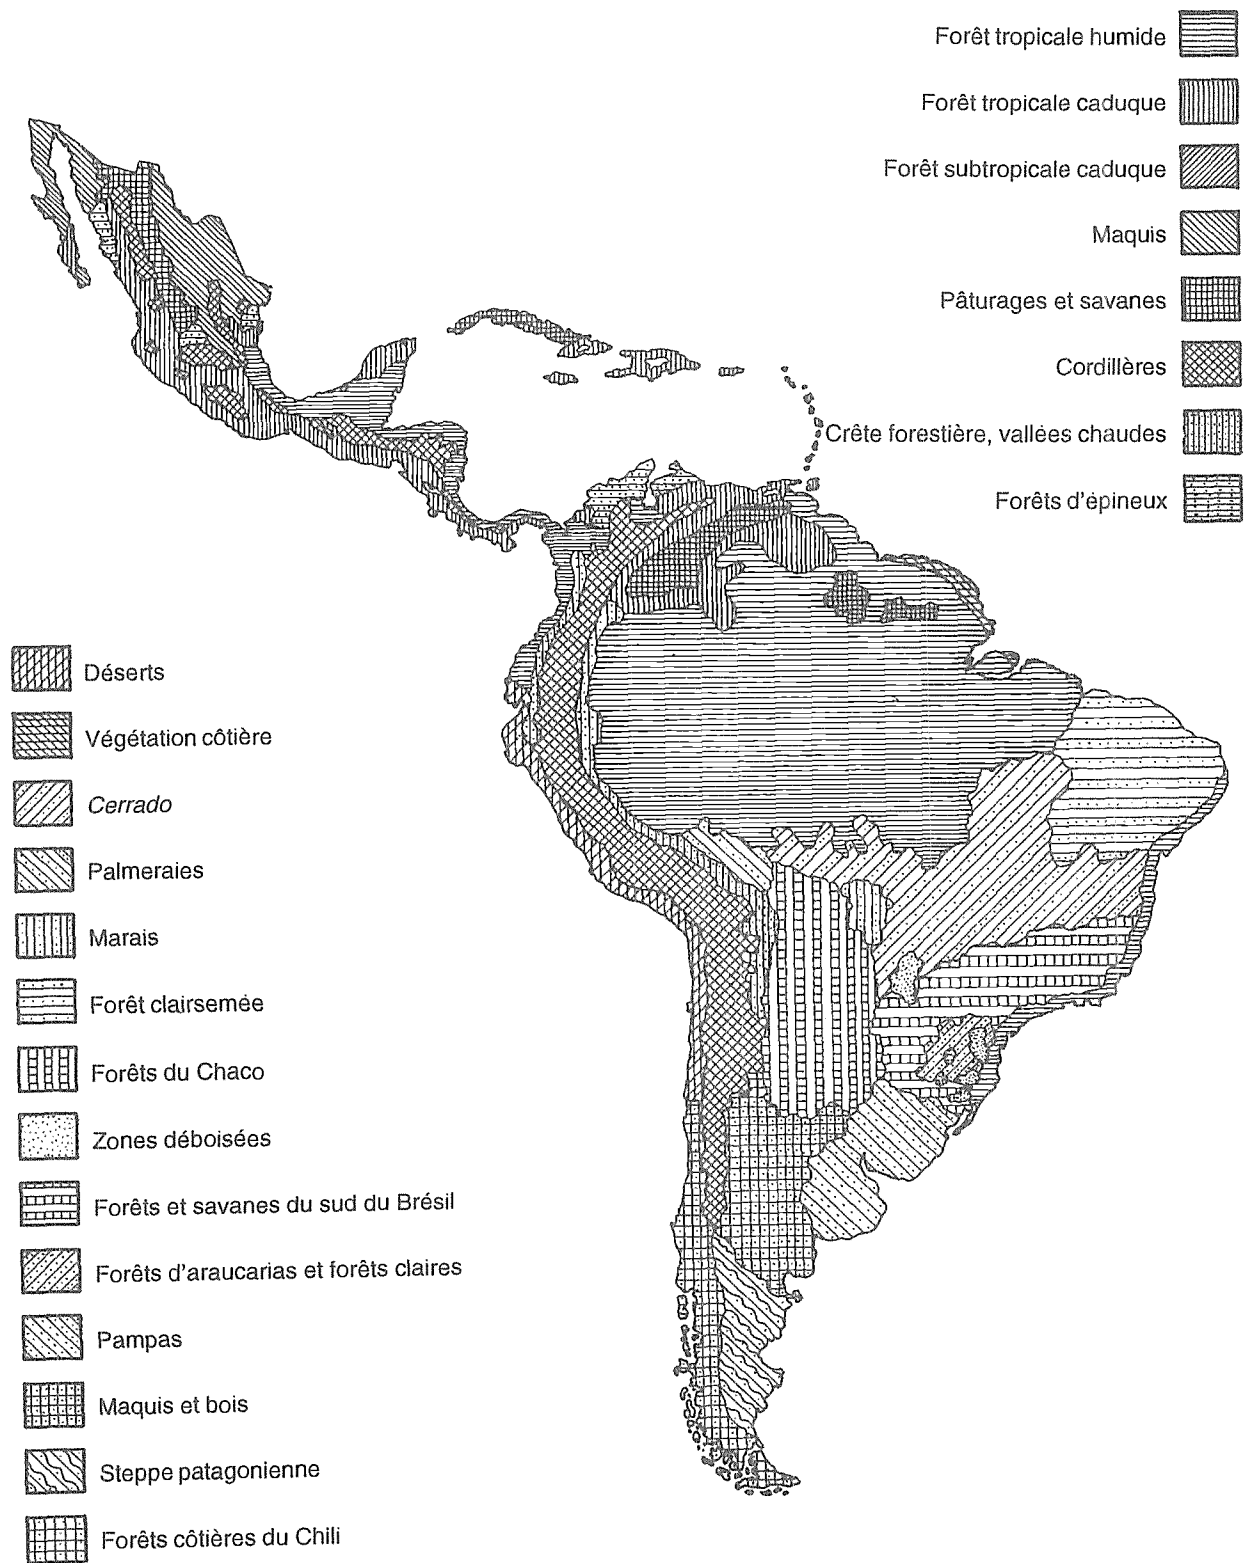 Forêt tropicale humide
Forêt tropicale caduque
Forêt subtropicale caduque
Maquis
Pâturages et savanes
Cordillères
Crête forestière, vallées chaudes
Forêts d'épineux
Déserts
Végétation côtière
Cerrado
Palmeraies
Marais
Forêt clairsemée
Forêts du Chaco
Zones déboisées
Forêts et savanes du sud du Brésil
Forêts d'araucarias et forêts claires
Pampas
Maquis et bois
Steppe patagonienne
Forêts côtières du Chili